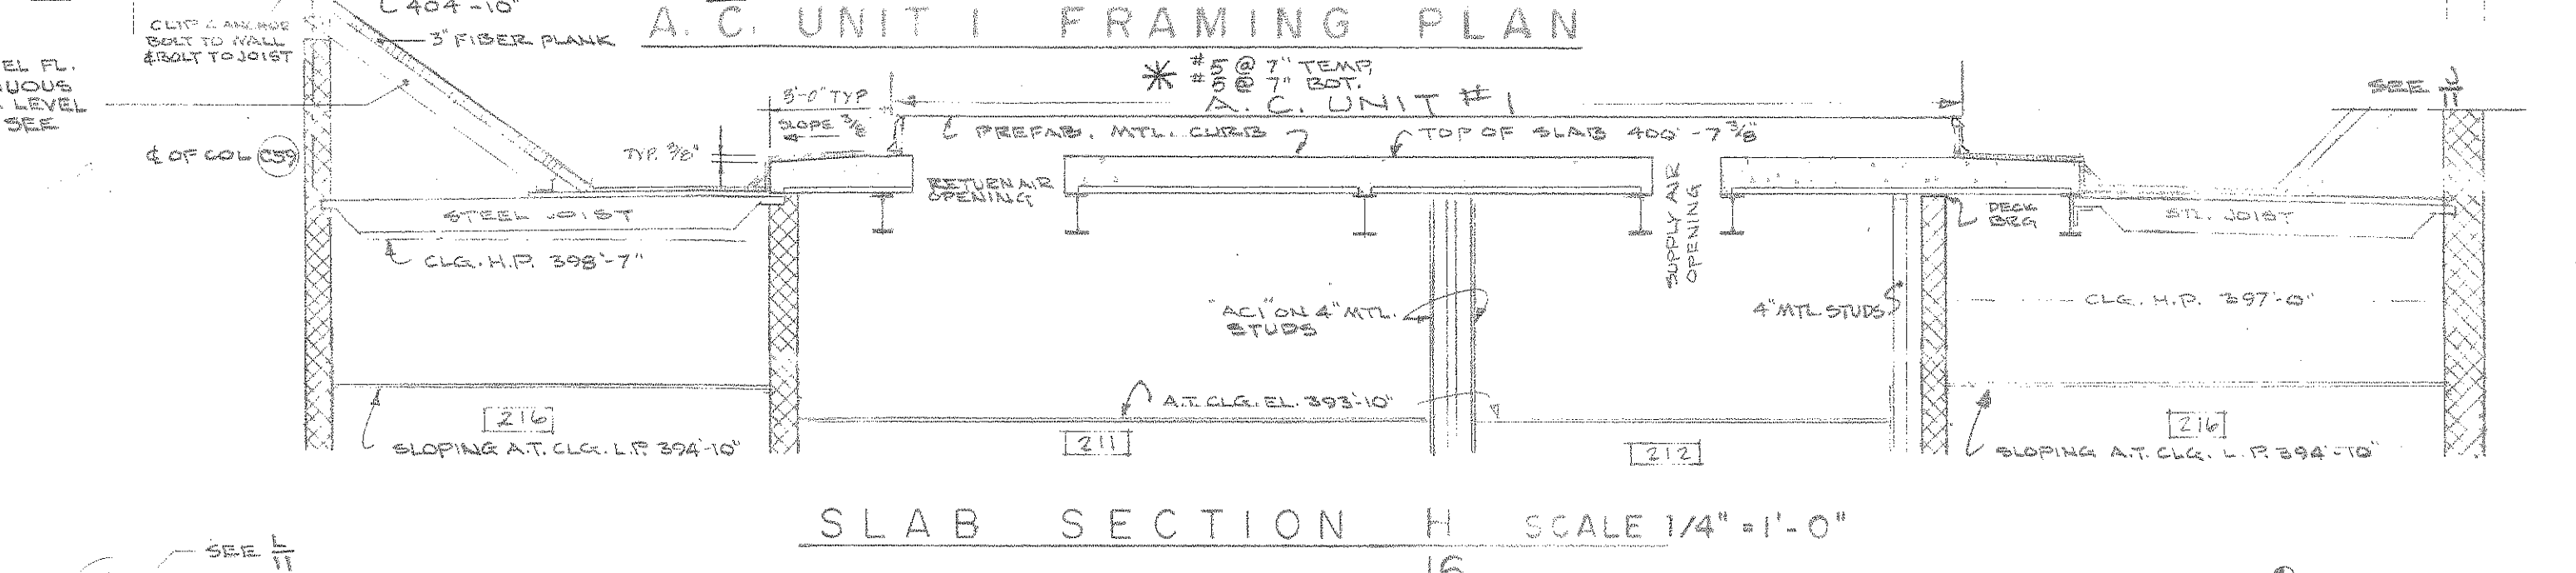 404'-10"
A. C. UNIT 1 FRAMING PLAN
CLIP & ANCHOR
BOLT TO WALL
& BOLT TO JOIST
3" FIBER PLANK
EL FL.
UOUS
LEVEL
SEE
℄ OF COL C59
* #5 @ 7" TEMP.
#5 @ 7" BOT.
A. C. UNIT #1
3'-0" TYP
SLOPE 3/8
TYP. 3/8"
PREFAB. MTL. CURB
TOP OF SLAB 400'-7 3/8"
SEE J/11
RETURN AIR
OPENING
SUPPLY AIR
OPENING
STEEL JOIST
DECK
BRG
STL. JOIST
CLG. H.P. 398'-7"
"AC1" ON 4" MTL.
STUDS
4" MTL. STUDS
CLG. H.P. 397'-0"
A.T. CLG. EL. 393'-10"
216
SLOPING A.T. CLG. L.P. 394'-10"
211
212
216
SLOPING A.T. CLG. L.P. 394'-10"
SLAB SECTION H SCALE 1/4" = 1'-0"
16
SEE L/11